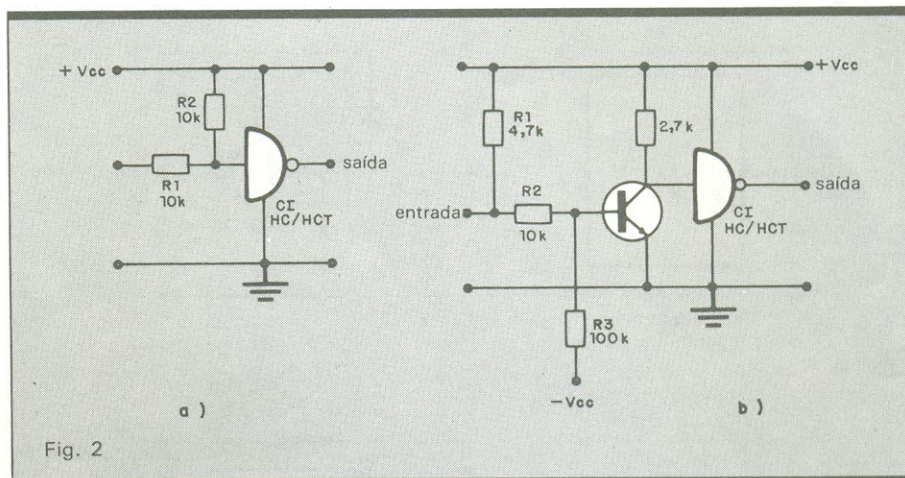 + Vcc
R2
10k
R1
10k
saída
CI
HC/HCT
a )
+Vcc
R1
4,7k
2,7k
entrada
R2
10k
saída
CI
HC/HCT
R3
100k
-Vcc
b )
Fig. 2